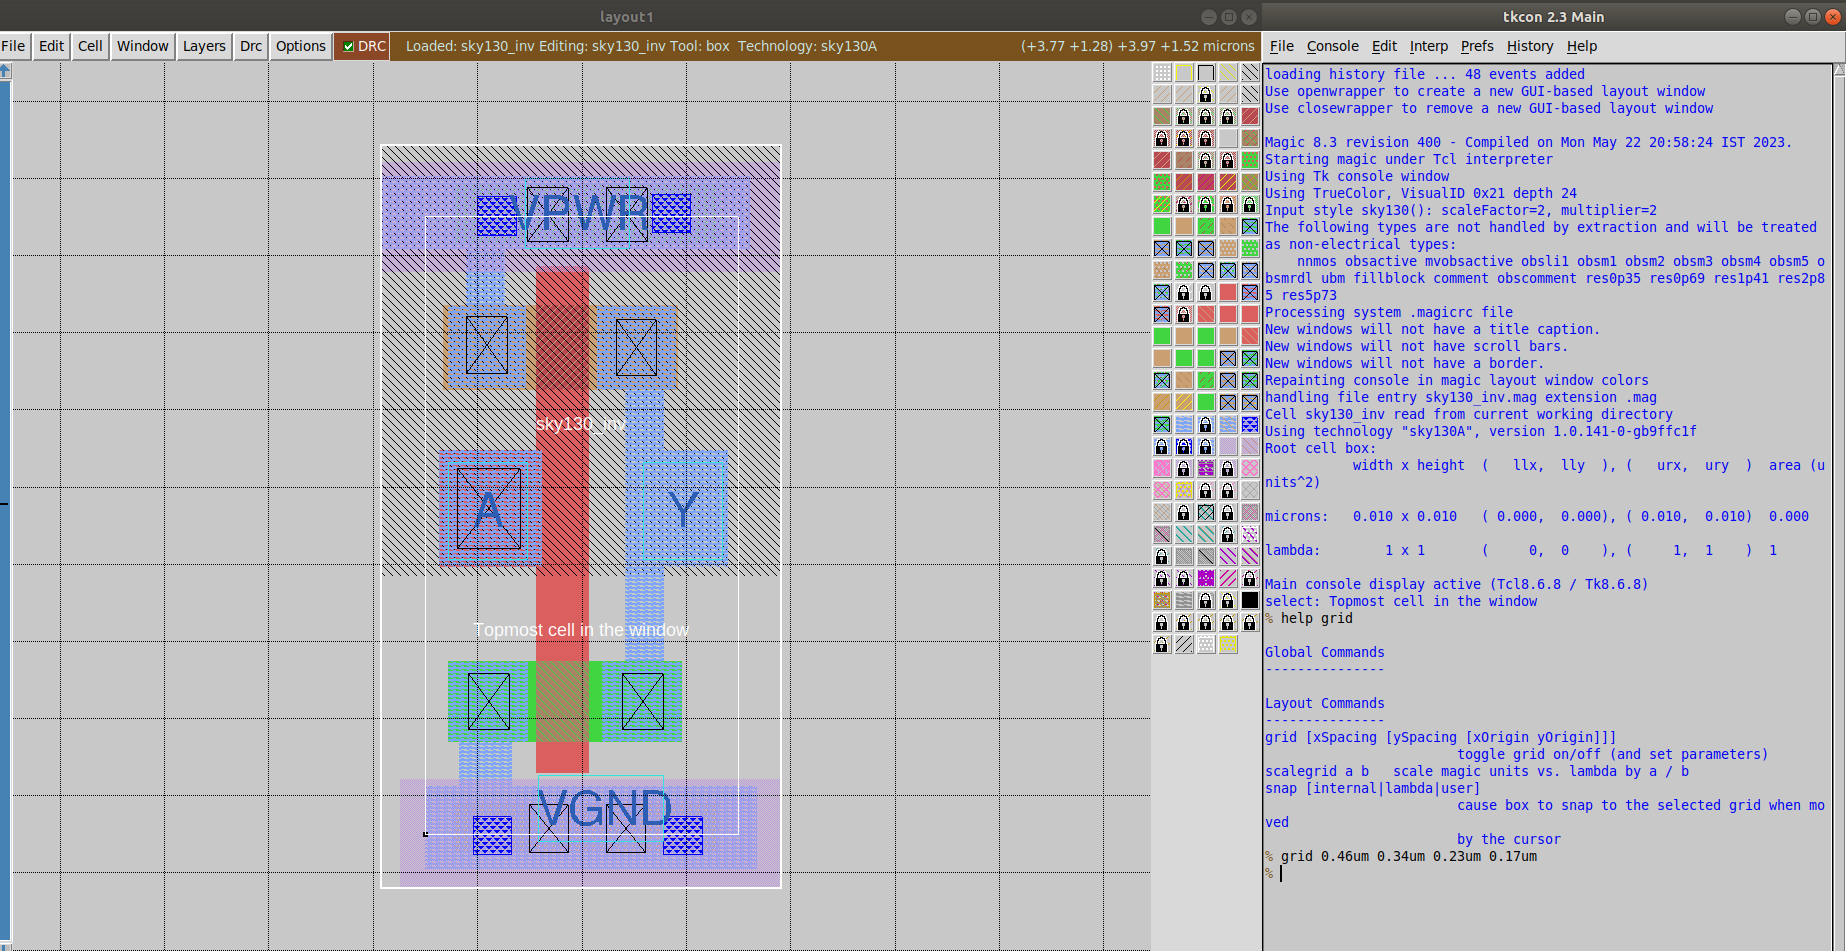 layout1
File Edit Cell Window Layers Drc Options DRC Loaded: sky130_inv Editing: sky130_inv Tool: box Technology: sky130A (+3.77 +1.28) +3.97 +1.52 microns
VPWR
sky130_inv
A Y
Topmost cell in the window
VGND
tkcon 2.3 Main
File Console Edit Interp Prefs History Help
loading history file ... 48 events added
Use openwrapper to create a new GUI-based layout window
Use closewrapper to remove a new GUI-based layout window
Magic 8.3 revision 400 - Compiled on Mon May 22 20:58:24 IST 2023.
Starting magic under Tcl interpreter
Using Tk console window
Using TrueColor, VisualID 0x21 depth 24
Input style sky130(): scaleFactor=2, multiplier=2
The following types are not handled by extraction and will be treated
as non-electrical types:
nnmos obsactive mvobsactive obsli1 obsm1 obsm2 obsm3 obsm4 obsm5 o
bsmrdl ubm fillblock comment obscomment res0p35 res0p69 res1p41 res2p8
5 res5p73
Processing system .magicrc file
New windows will not have a title caption.
New windows will not have scroll bars.
New windows will not have a border.
Repainting console in magic layout window colors
handling file entry sky130_inv.mag extension .mag
Cell sky130_inv read from current working directory
Using technology "sky130A", version 1.0.141-0-gb9ffc1f
Root cell box:
width x height ( llx, lly ), ( urx, ury ) area (u
nits^2)
microns: 0.010 x 0.010 ( 0.000, 0.000), ( 0.010, 0.010) 0.000
lambda: 1 x 1 ( 0, 0 ), ( 1, 1 ) 1
Main console display active (Tcl8.6.8 / Tk8.6.8)
select: Topmost cell in the window
% help grid
Global Commands
---------------
Layout Commands
---------------
grid [xSpacing [ySpacing [xOrigin yOrigin]]]
toggle grid on/off (and set parameters)
scalegrid a b scale magic units vs. lambda by a / b
snap [internal|lambda|user]
cause box to snap to the selected grid when mo
ved
by the cursor
% grid 0.46um 0.34um 0.23um 0.17um
%